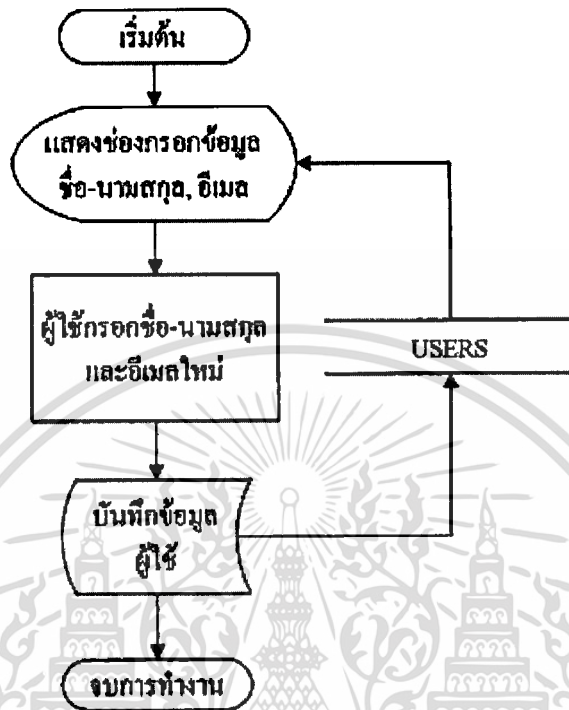 เริ่มต้น
แสดงช่องกรอกข้อมูล
ชื่อ-นามสกุล, อีเมล
ผู้ใช้กรอกชื่อ-นามสกุล
และอีเมลใหม่
USERS
บันทึกข้อมูล
ผู้ใช้
จบการทำงาน